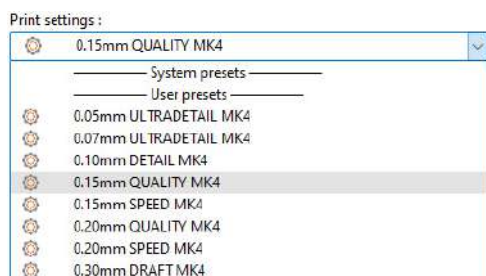 Print settings :
0.15mm QUALITY MK4
System presets
User presets
0.05mm ULTRADETAIL MK4
0.07mm ULTRADETAIL MK4
0.10mm DETAIL MK4
0.15mm QUALITY MK4
0.15mm SPEED MK4
0.20mm QUALITY MK4
0.20mm SPEED MK4
0.30mm DRAFT MK4